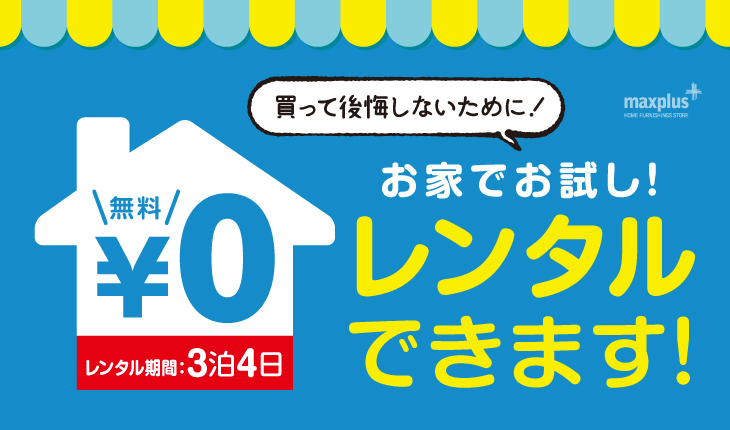 買って後悔しないために!
maxplus+
HOME FURNISHINGS STORE
お家でお試し!
レンタル
できます!
\無料/
¥0
レンタル期間:3泊4日